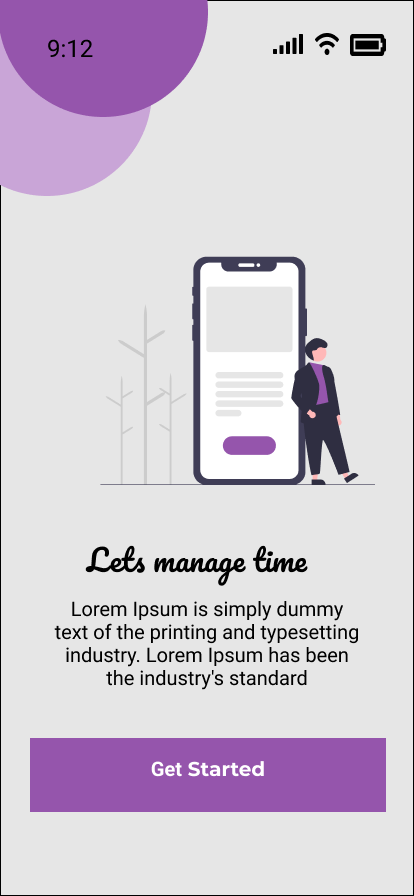 9:12
Lets manage time
Lorem Ipsum is simply dummy
text of the printing and typesetting
industry. Lorem Ipsum has been
the industry's standard
Get Started